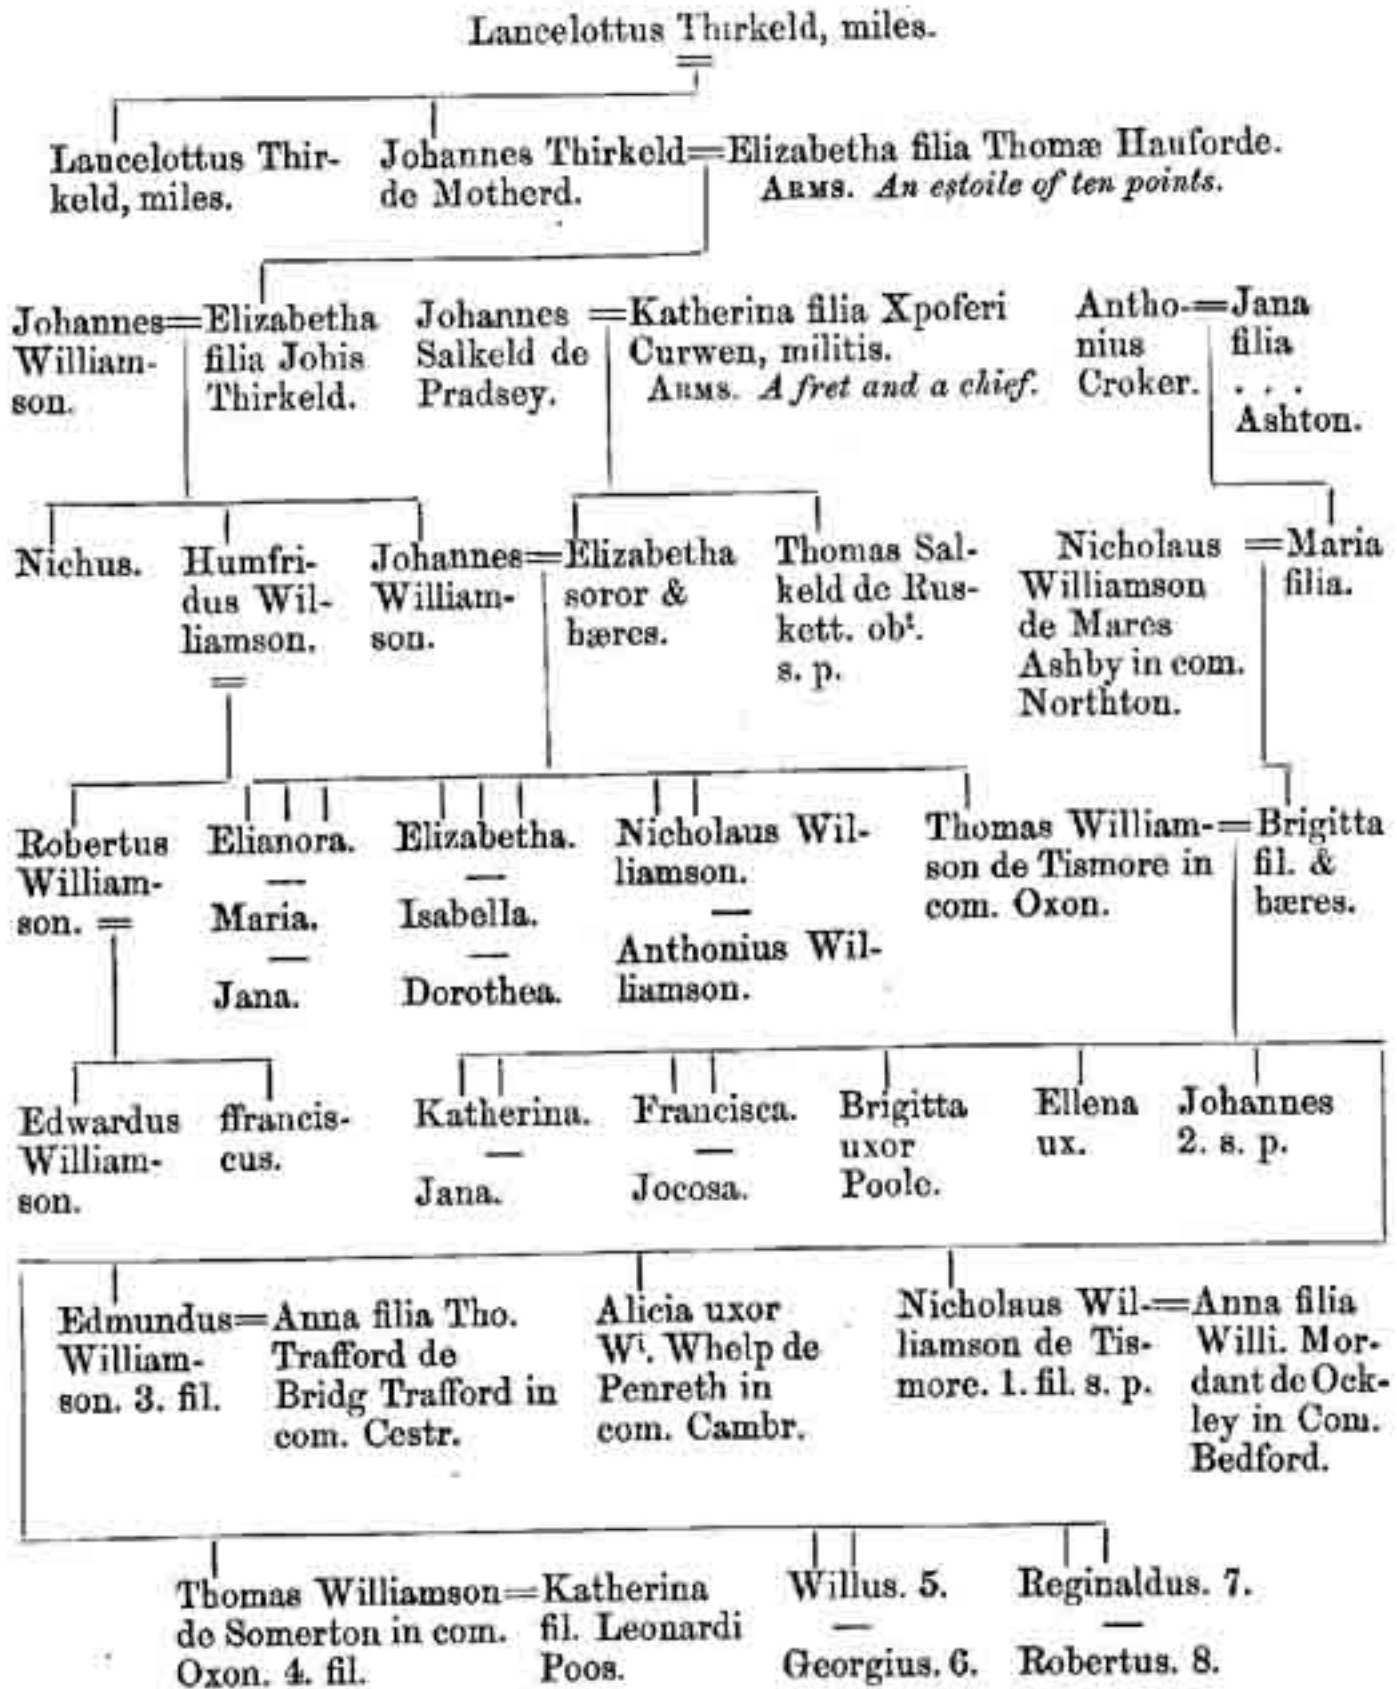 Lancelottus Thirkeld, miles.
Lancelottus Thir-
keld, miles.
Johannes Thirkeld=
de Motherd.
Elizabetha filia Thomæ Hauforde.
ARMS. An estoile of ten points.
Johannes=
William-
son.
Elizabetha
filia Johis
Thirkeld.
Johannes =
Salkeld de
Pradsey.
Katherina filia Xpoferi
Curwen, militis.
ARMS. A fret and a chief.
Antho-=
nius
Croker.
Jana
filia
. . .
Ashton.
Nichus.
Humfri-
dus Wil-
liamson.
=
Johannes=
William-
son.
Elizabetha
soror &
hæres.
Thomas Sal-
keld de Rus-
kett. obt.
s. p.
Nicholaus =
Williamson
de Mares
Ashby in com.
Northton.
Maria
filia.
Robertus
William-
son. =
Elianora.
—
Maria.
—
Jana.
Elizabetha.
—
Isabella.
—
Dorothea.
Nicholaus Wil-
liamson.
—
Anthonius Wil-
liamson.
Thomas William-=
son de Tismore in
com. Oxon.
Brigitta
fil. &
hæres.
Edwardus
William-
son.
ffrancis-
cus.
Katherina.
—
Jana.
Francisca.
—
Jocosa.
Brigitta
uxor
Poole.
Ellena
ux.
Johannes
2. s. p.
Edmundus=
William-
son. 3. fil.
Anna filia Tho.
Trafford de
Bridg Trafford in
com. Cestr.
Alicia uxor
Wi. Whelp de
Penreth in
com. Cambr.
Nicholaus Wil-=
liamson de Tis-
more. 1. fil. s. p.
Anna filia
Willi. Mor-
dant de Ock-
ley in Com.
Bedford.
Thomas Williamson=
de Somerton in com.
Oxon. 4. fil.
Katherina
fil. Leonardi
Poos.
Willus. 5.
—
Georgius. 6.
Reginaldus. 7.
—
Robertus. 8.